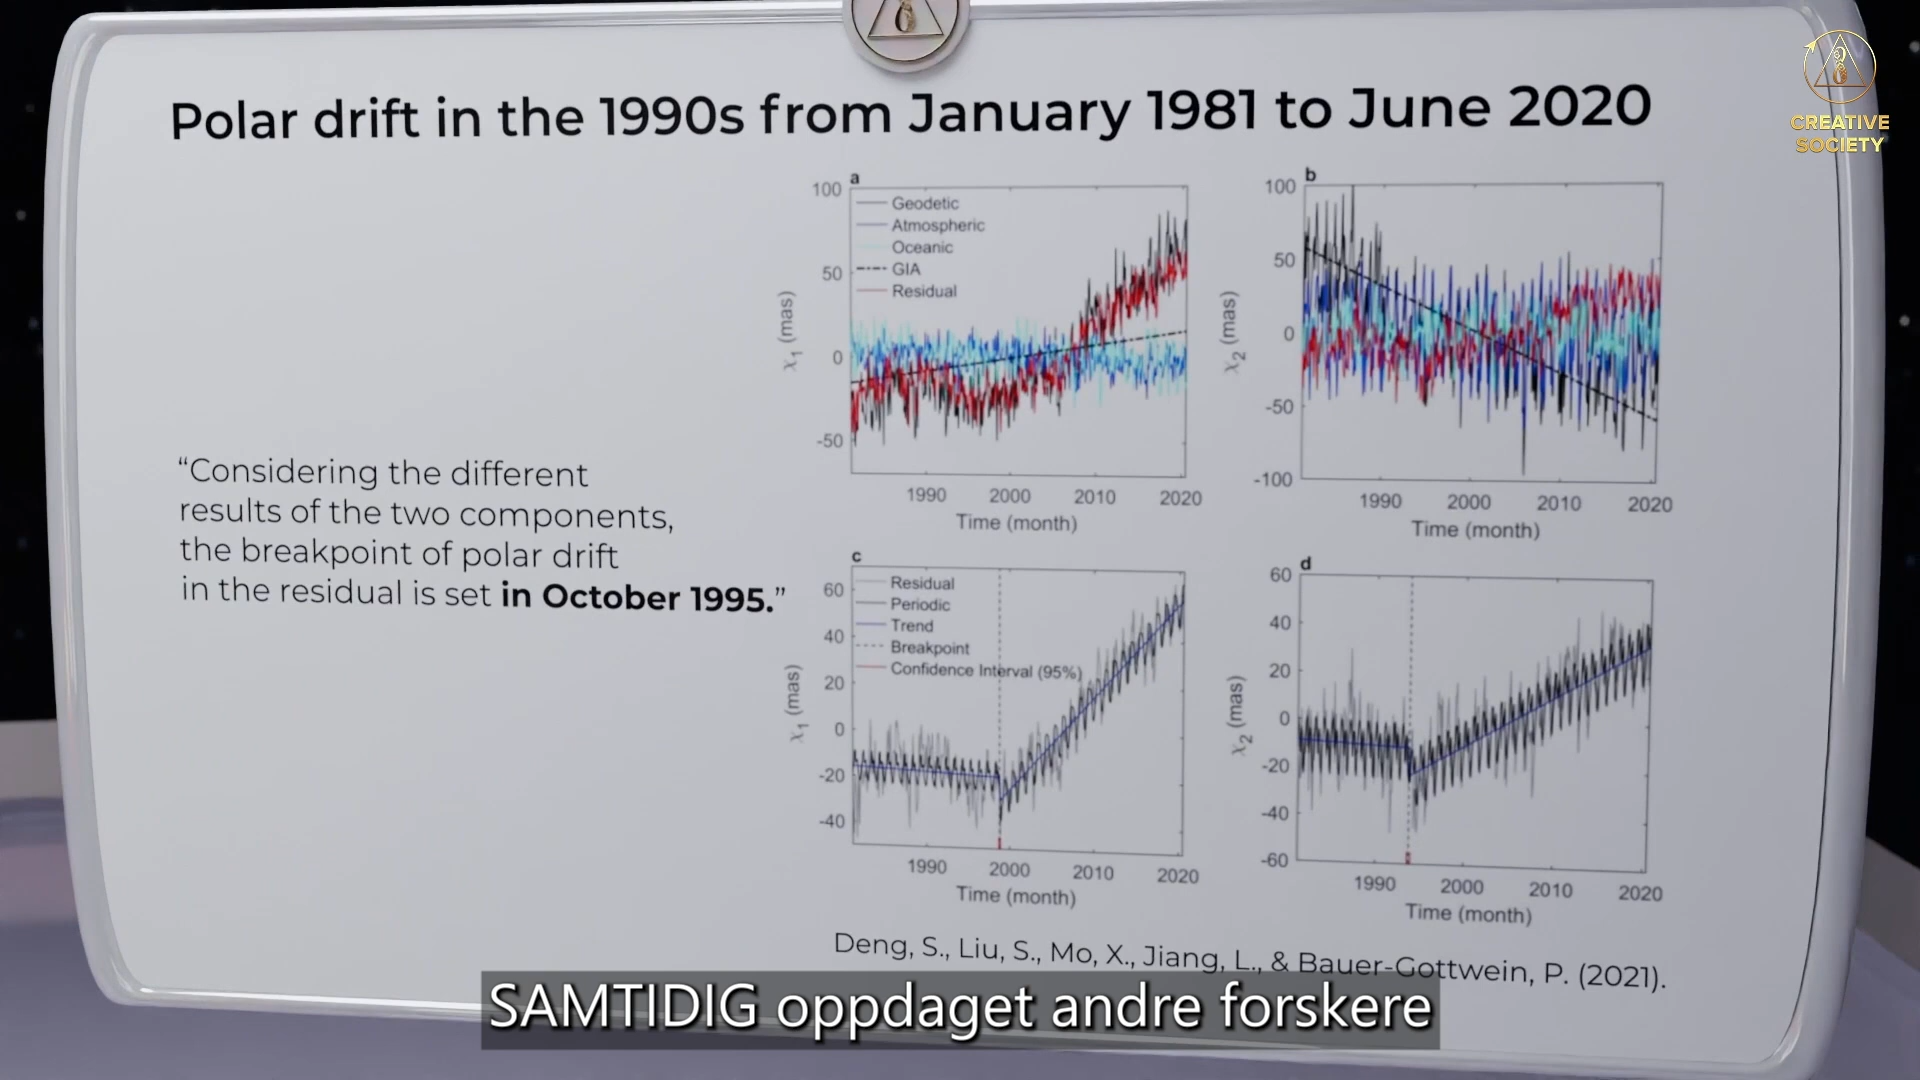 CREATIVE
SOCIETY
Polar drift in the 1990s from January 1981 to June 2020
“Considering the different
results of the two components,
the breakpoint of polar drift
in the residual is set in October 1995.”
a
100
50
0
-50
χ₁ (mas)
Geodetic
Atmospheric
Oceanic
GIA
Residual
1990 2000 2010 2020
Time (month)
b
100
50
0
-50
-100
χ₂ (mas)
1990 2000 2010 2020
Time (month)
c
60
40
20
0
-20
-40
χ₁ (mas)
Residual
Periodic
Trend
Breakpoint
Confidence Interval (95%)
1990 2000 2010 2020
Time (month)
d
60
40
20
0
-20
-40
-60
χ₂ (mas)
1990 2000 2010 2020
Time (month)
Deng, S., Liu, S., Mo, X., Jiang, L., & Bauer-Gottwein, P. (2021).
SAMTIDIG oppdaget andre forskere